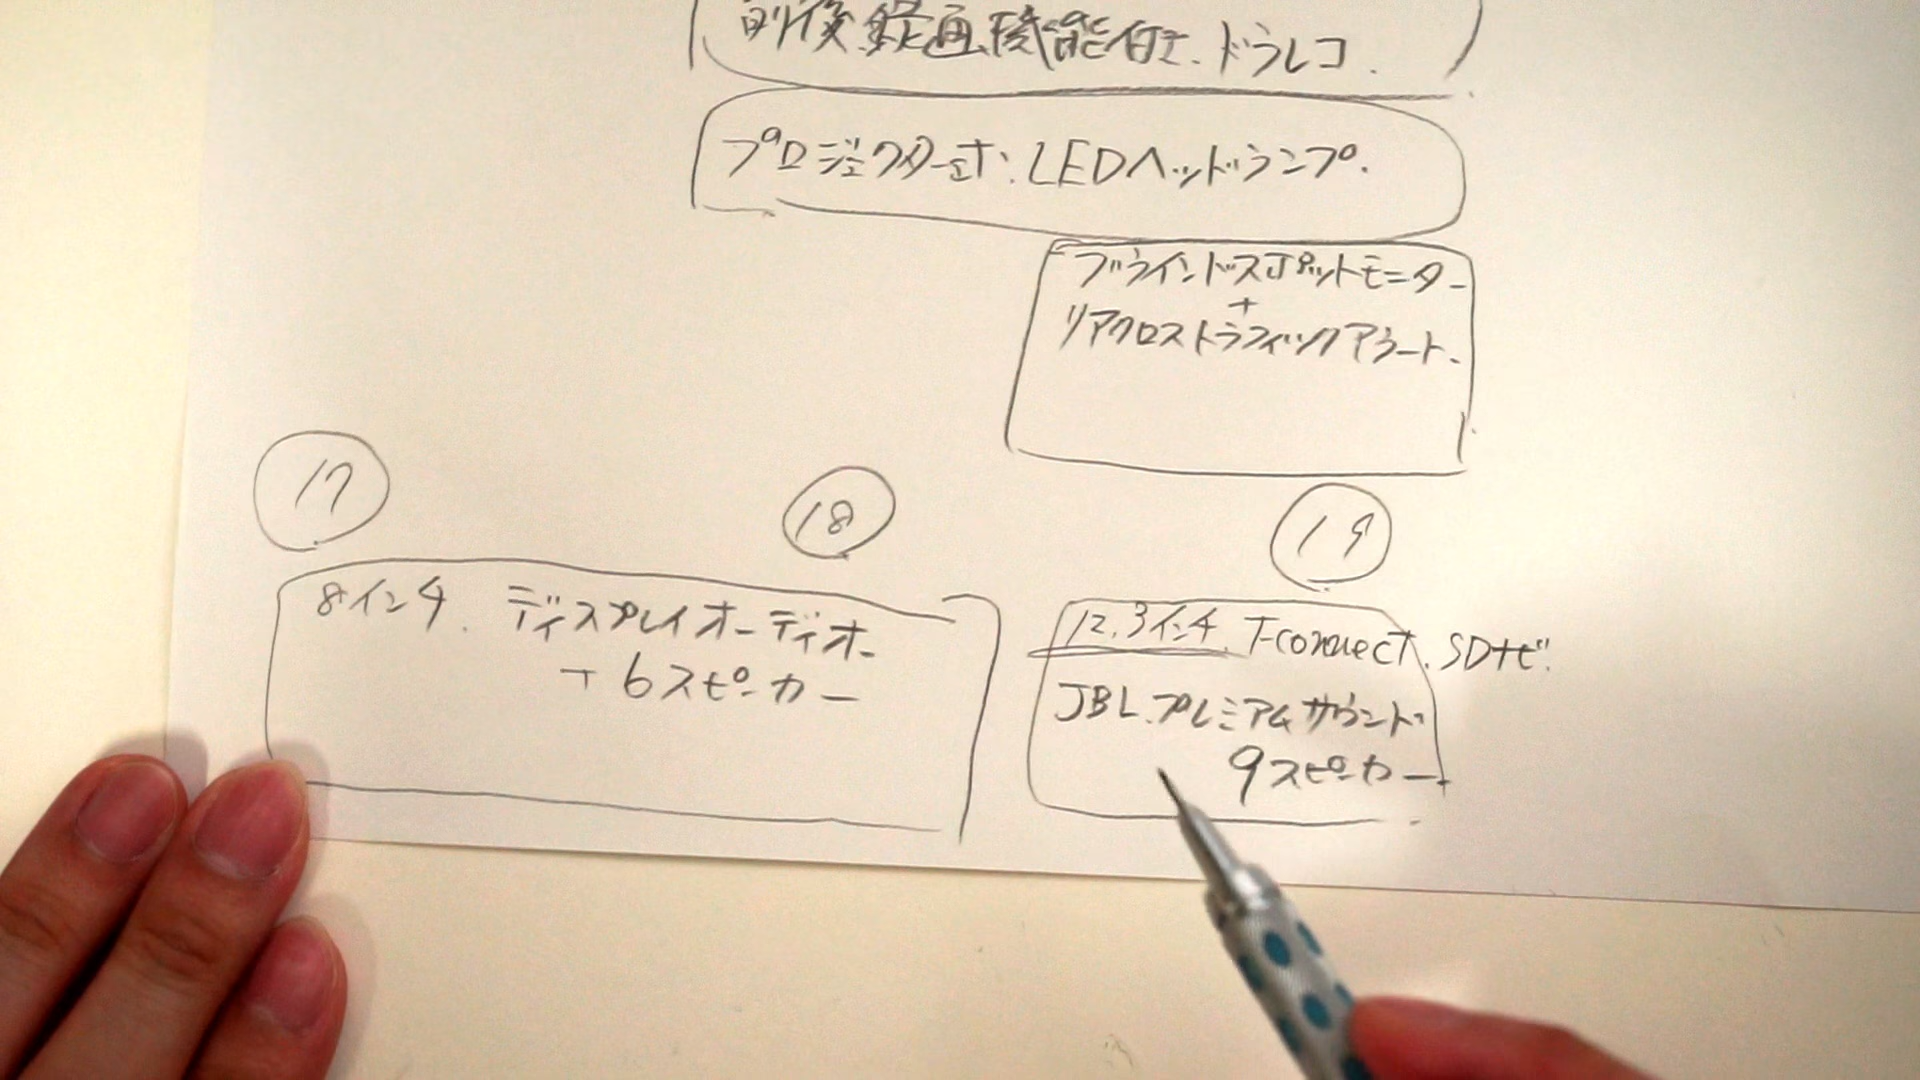 前後録画機能付き.ドラレコ.
プロジェクター式.LEDヘッドランプ.
ブラインドスポットモニター
+
リアクロストラフィックアラート.
17
18
19
8インチ.ディスプレイオーディオ
+6スピーカー
12.3インチ.T-connect.SDナビ.
JBL.プレミアムサウンド
9スピーカー